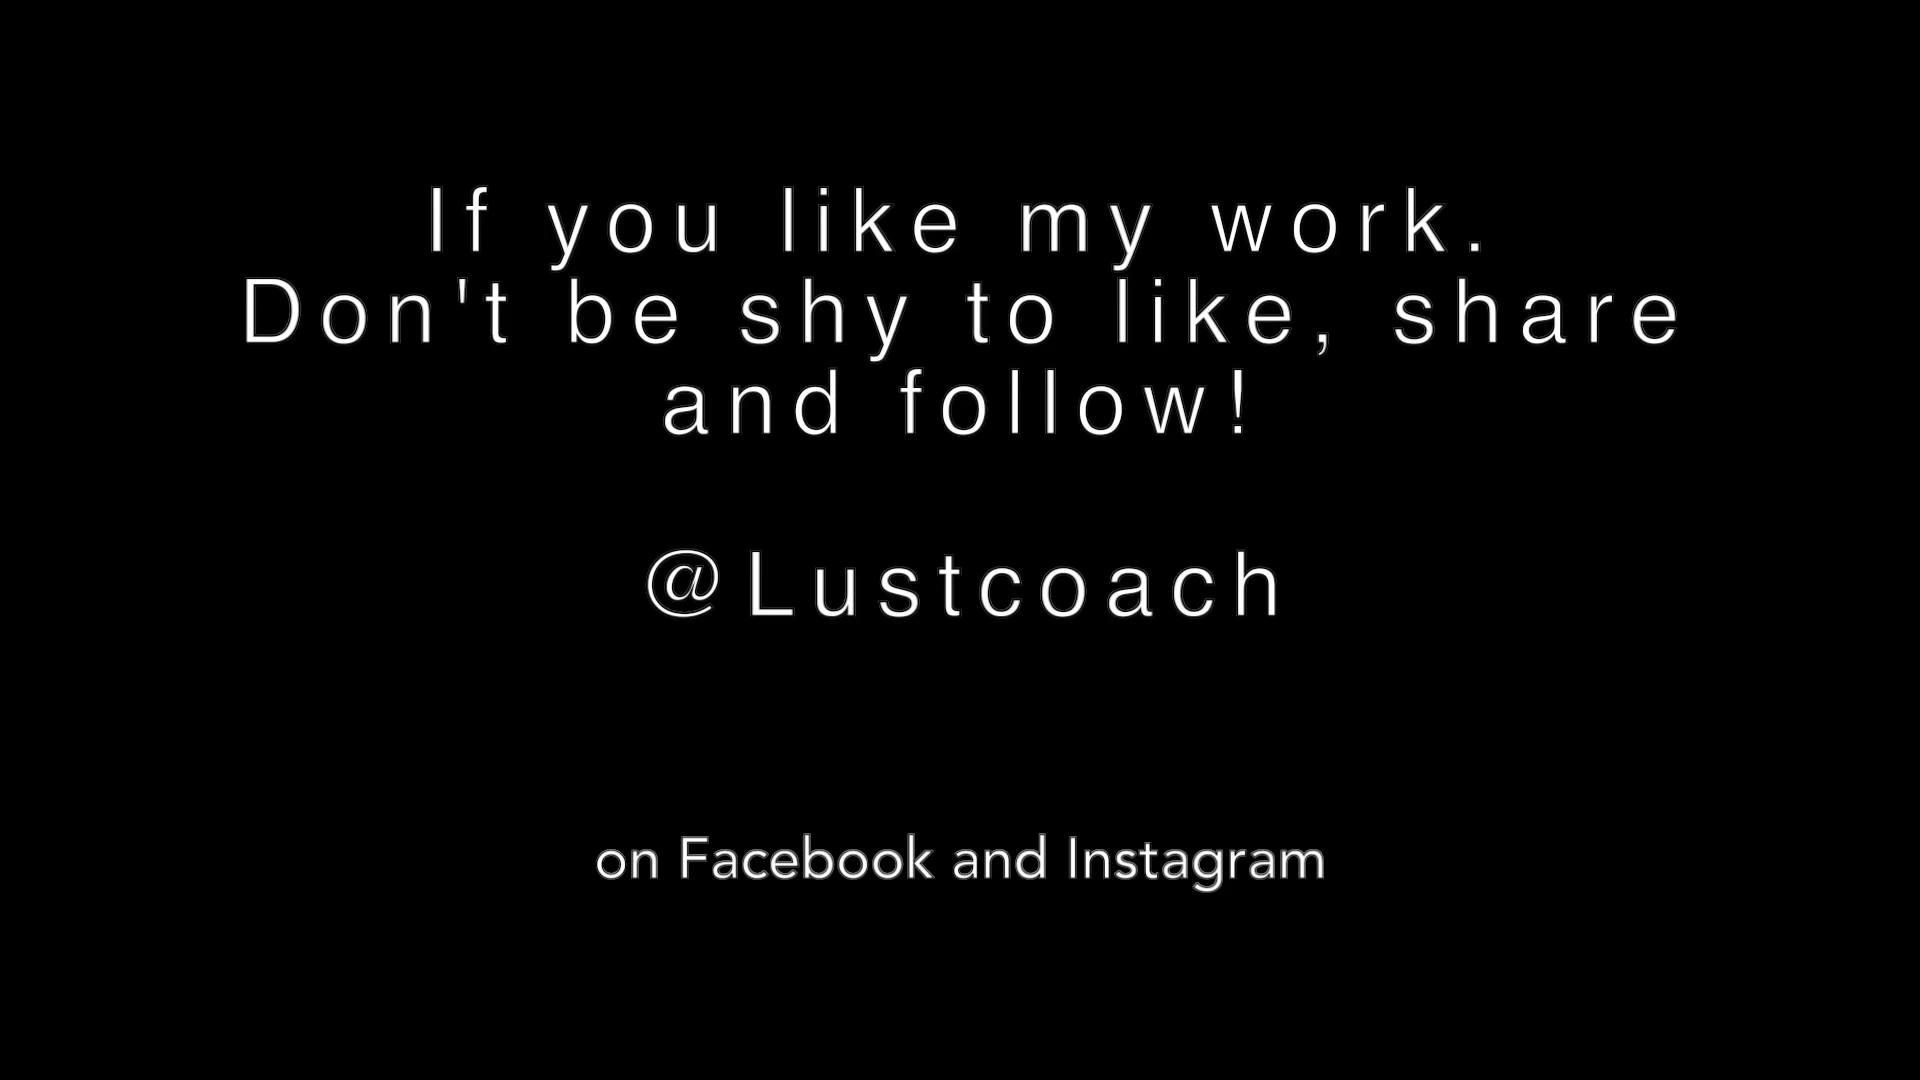 If you like my work.
Don't be shy to like, share
and follow!
@Lustcoach
on Facebook and Instagram